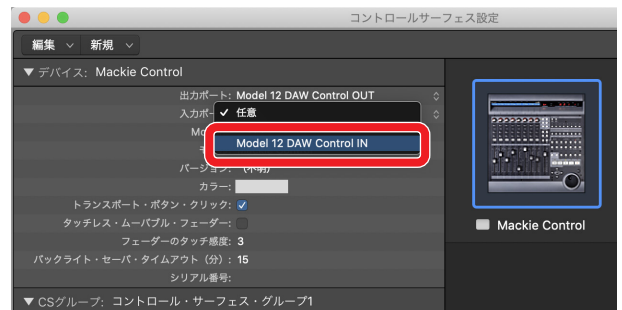 コントロールサーフェス設定
編集 新規
デバイス: Mackie Control
出力ポート: Model 12 DAW Control OUT
入力ポー 任意
Mo
Model 12 DAW Control IN
バージョン: (不明)
カラー:
トランスポート・ボタン・クリック:
タッチレス・ムーバブル・フェーダー:
フェーダーのタッチ感度: 3
バックライト・セーバ・タイムアウト（分）: 15
シリアル番号:
CSグループ: コントロール・サーフェス・グループ1
Mackie Control